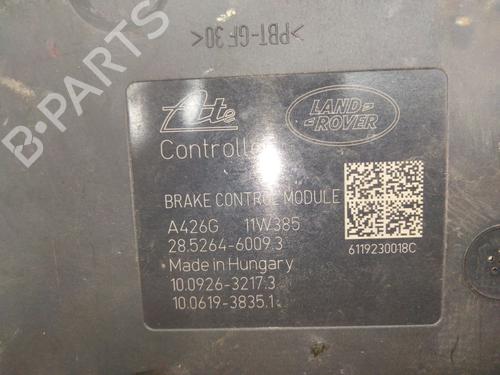 >PBT-GF30<
Ate
LAND
ROVER
Controller
BRAKE CONTROL MODULE
A426G 11W385
28.5264-6009.3
6119230018C
Made in Hungary
10.0926-3217.3
10.0619-3835.1
B-PARTS